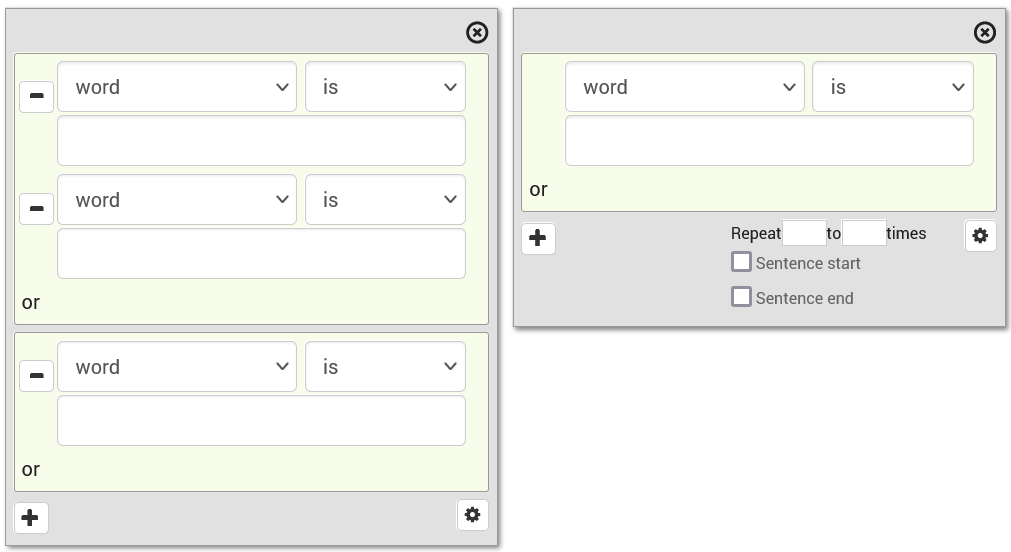 word is
word is
or
word is
or
word is
or
Repeat to times
Sentence start
Sentence end